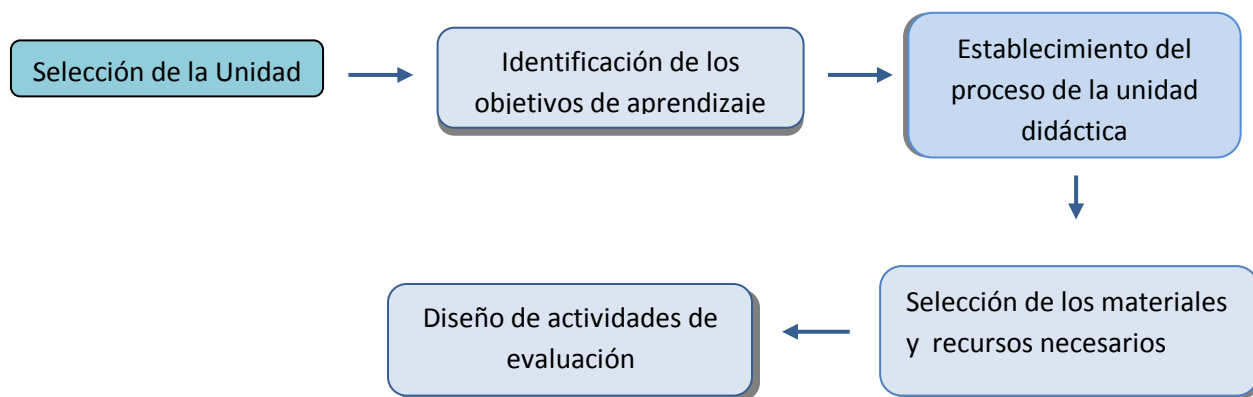 Selección de la Unidad
Identificación de los
objetivos de aprendizaje
Establecimiento del
proceso de la unidad
didáctica
Selección de los materiales
y recursos necesarios
Diseño de actividades de
evaluación